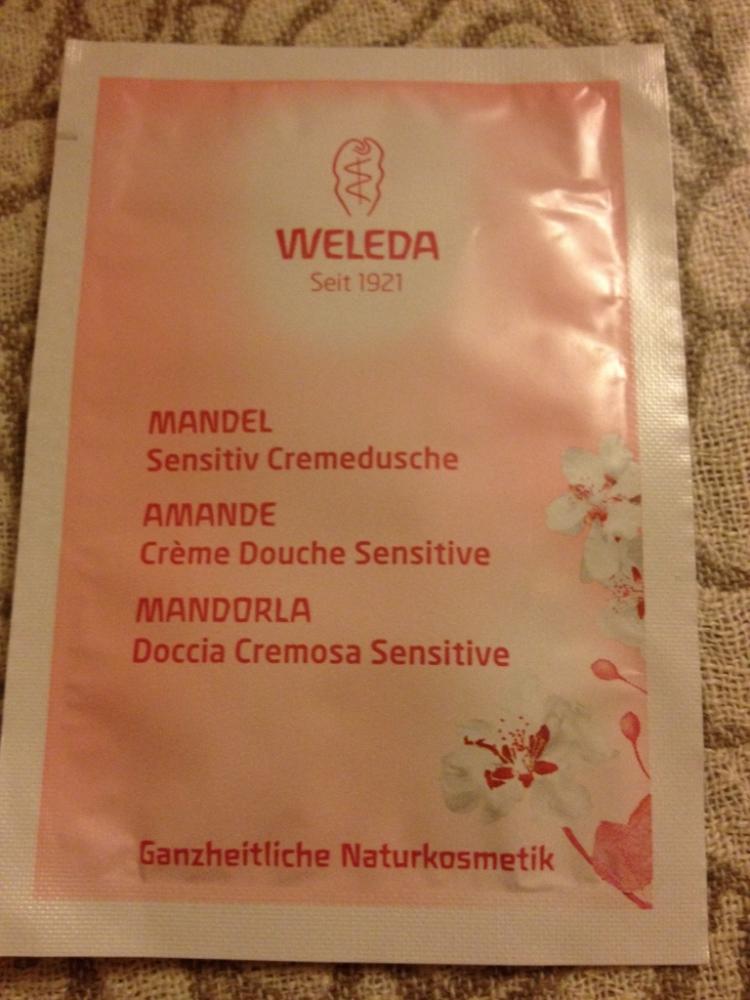 WELEDA
Seit 1921
MANDEL
Sensitiv Cremedusche
AMANDE
Crème Douche Sensitive
MANDORLA
Doccia Cremosa Sensitive
Ganzheitliche Naturkosmetik